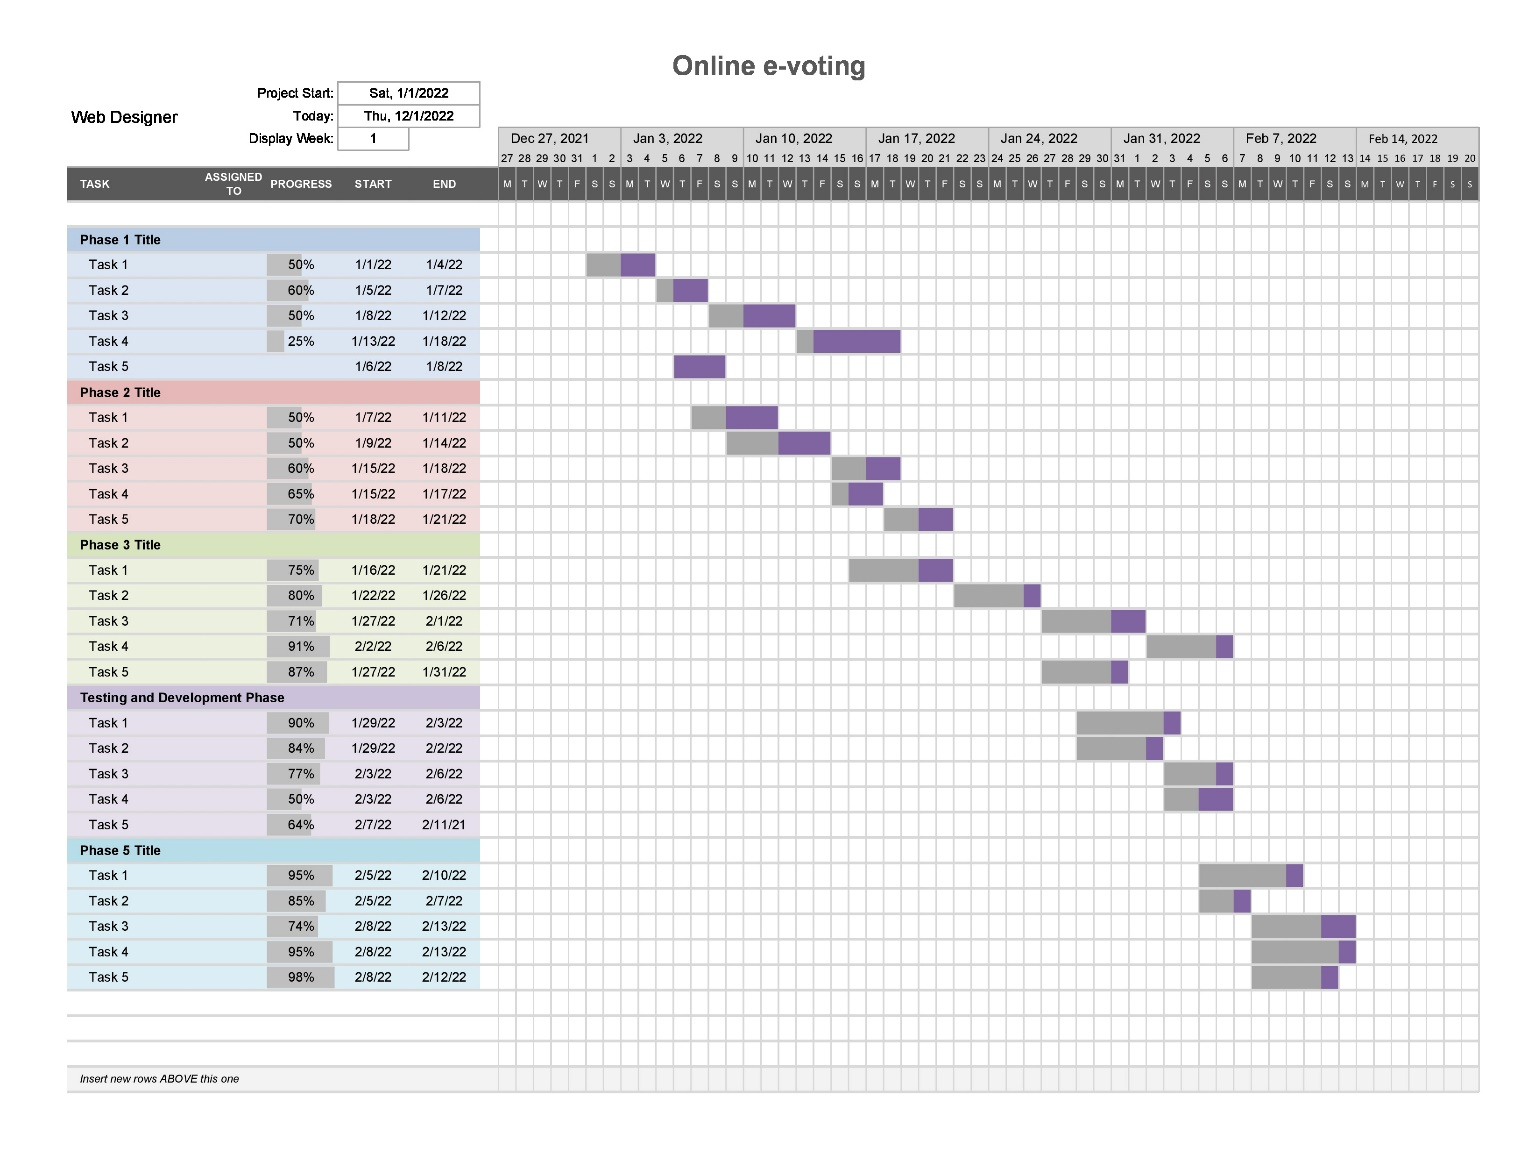 Online e-voting
Project Start: Sat, 1/1/2022
Web Designer Today: Thu, 12/1/2022
Display Week: 1
Dec 27, 2021 Jan 3, 2022 Jan 10, 2022 Jan 17, 2022 Jan 24, 2022 Jan 31, 2022 Feb 7, 2022 Feb 14, 2022
27 28 29 30 31 1 2 3 4 5 6 7 8 9 10 11 12 13 14 15 16 17 18 19 20 21 22 23 24 25 26 27 28 29 30 31 1 2 3 4 5 6 7 8 9 10 11 12 13 14 15 16 17 18 19 20
TASK ASSIGNED TO PROGRESS START END M T W T F S S M T W T F S S M T W T F S S M T W T F S S M T W T F S S M T W T F S S M T W T F S S M T W T F S S
Phase 1 Title
Task 1 50% 1/1/22 1/4/22
Task 2 60% 1/5/22 1/7/22
Task 3 50% 1/8/22 1/12/22
Task 4 25% 1/13/22 1/18/22
Task 5 1/6/22 1/8/22
Phase 2 Title
Task 1 50% 1/7/22 1/11/22
Task 2 50% 1/9/22 1/14/22
Task 3 60% 1/15/22 1/18/22
Task 4 65% 1/15/22 1/17/22
Task 5 70% 1/18/22 1/21/22
Phase 3 Title
Task 1 75% 1/16/22 1/21/22
Task 2 80% 1/22/22 1/26/22
Task 3 71% 1/27/22 2/1/22
Task 4 91% 2/2/22 2/6/22
Task 5 87% 1/27/22 1/31/22
Testing and Development Phase
Task 1 90% 1/29/22 2/3/22
Task 2 84% 1/29/22 2/2/22
Task 3 77% 2/3/22 2/6/22
Task 4 50% 2/3/22 2/6/22
Task 5 64% 2/7/22 2/11/21
Phase 5 Title
Task 1 95% 2/5/22 2/10/22
Task 2 85% 2/5/22 2/7/22
Task 3 74% 2/8/22 2/13/22
Task 4 95% 2/8/22 2/13/22
Task 5 98% 2/8/22 2/12/22
Insert new rows ABOVE this one